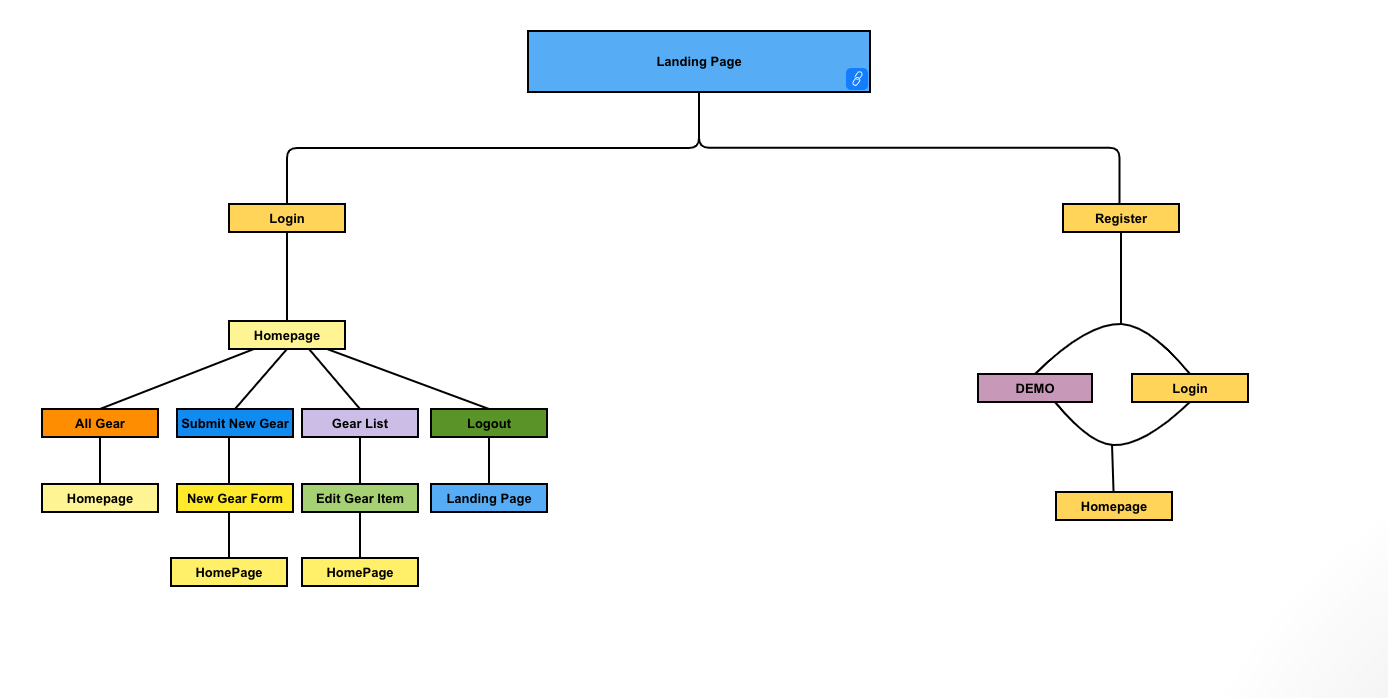 Landing Page
Login
Register
Homepage
DEMO
Login
All Gear
Submit New Gear
Gear List
Logout
Homepage
New Gear Form
Edit Gear Item
Landing Page
Homepage
HomePage
HomePage